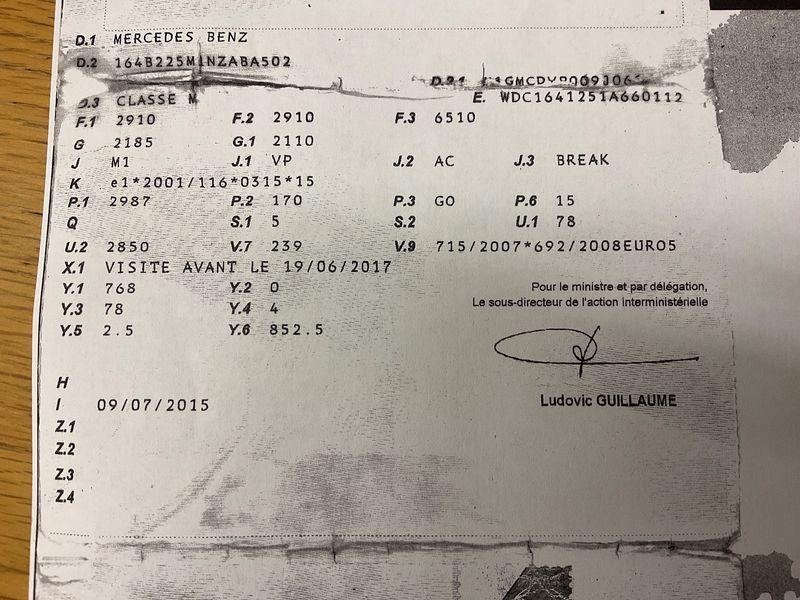 D.1 MERCEDES BENZ
D.2 164B225M1NZABA502
D.2.1
D.3 CLASSE M E. WDC1641251A660112
F.1 2910 F.2 2910 F.3 6510
G 2185 G.1 2110
J M1 J.1 VP J.2 AC J.3 BREAK
K e1*2001/116*0315*15
P.1 2987 P.2 170 P.3 GO P.6 15
Q S.1 5 S.2 U.1 78
U.2 2850 V.7 239 V.9 715/2007*692/2008EURO5
X.1 VISITE AVANT LE 19/06/2017
Y.1 768 Y.2 0
Y.3 78 Y.4 4
Y.5 2.5 Y.6 852.5
Pour le ministre et par délégation,
Le sous-directeur de l'action interministérielle
Ludovic GUILLAUME
H
I 09/07/2015
Z.1
Z.2
Z.3
Z.4